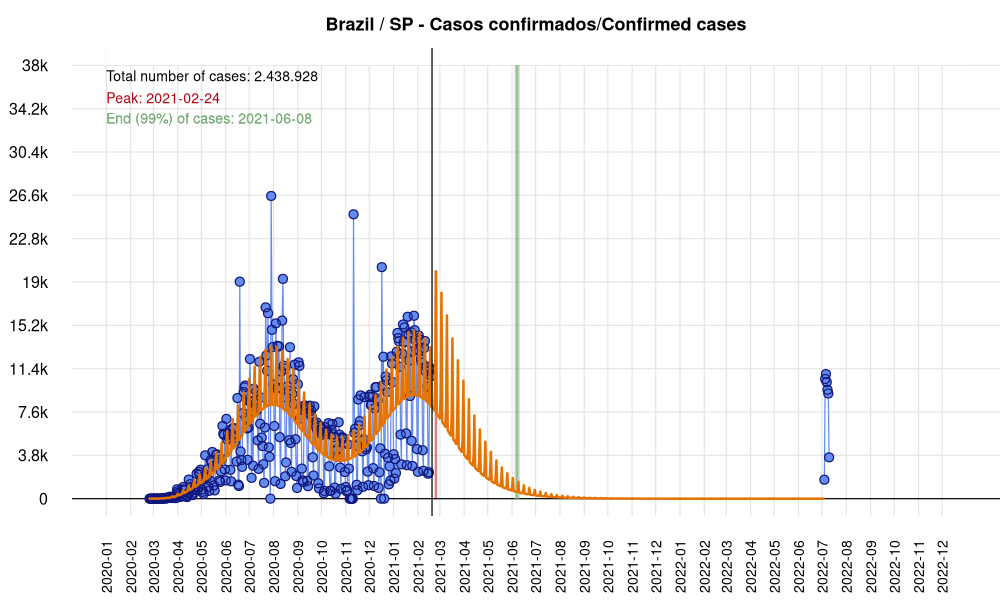 Brazil / SP - Casos confirmados/Confirmed cases
Total number of cases: 2.438.928
Peak: 2021-02-24
End (99%) of cases: 2021-06-08
38k
34.2k
30.4k
26.6k
22.8k
19k
15.2k
11.4k
7.6k
3.8k
0
2020-01
2020-02
2020-03
2020-04
2020-05
2020-06
2020-07
2020-08
2020-09
2020-10
2020-11
2020-12
2021-01
2021-02
2021-03
2021-04
2021-05
2021-06
2021-07
2021-08
2021-09
2021-10
2021-11
2021-12
2022-01
2022-02
2022-03
2022-04
2022-05
2022-06
2022-07
2022-08
2022-09
2022-10
2022-11
2022-12